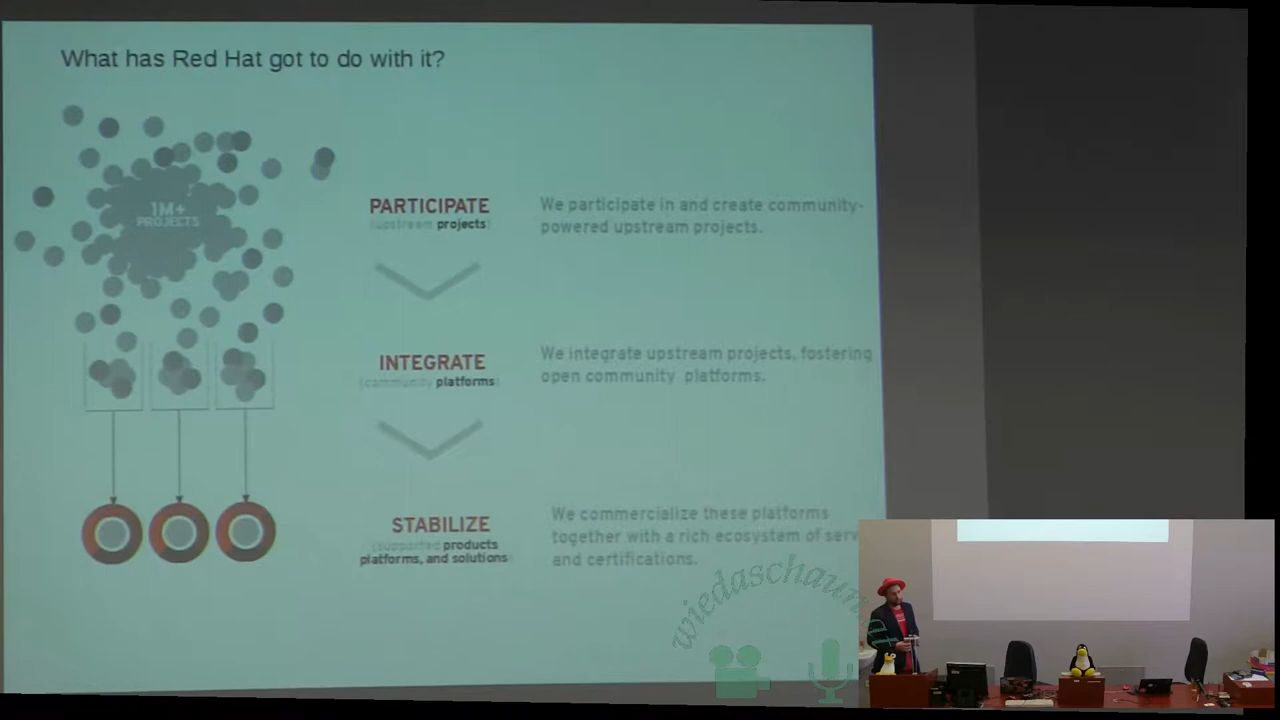 What has Red Hat got to do with it?
1M+
PROJECTS
PARTICIPATE
(upstream projects)
We participate in and create community-
powered upstream projects.
INTEGRATE
(community platforms)
We integrate upstream projects, fostering
open community platforms.
STABILIZE
(supported products
platforms, and solutions)
We commercialize these platforms
together with a rich ecosystem of serv
and certifications.
wiedaschaun.tv